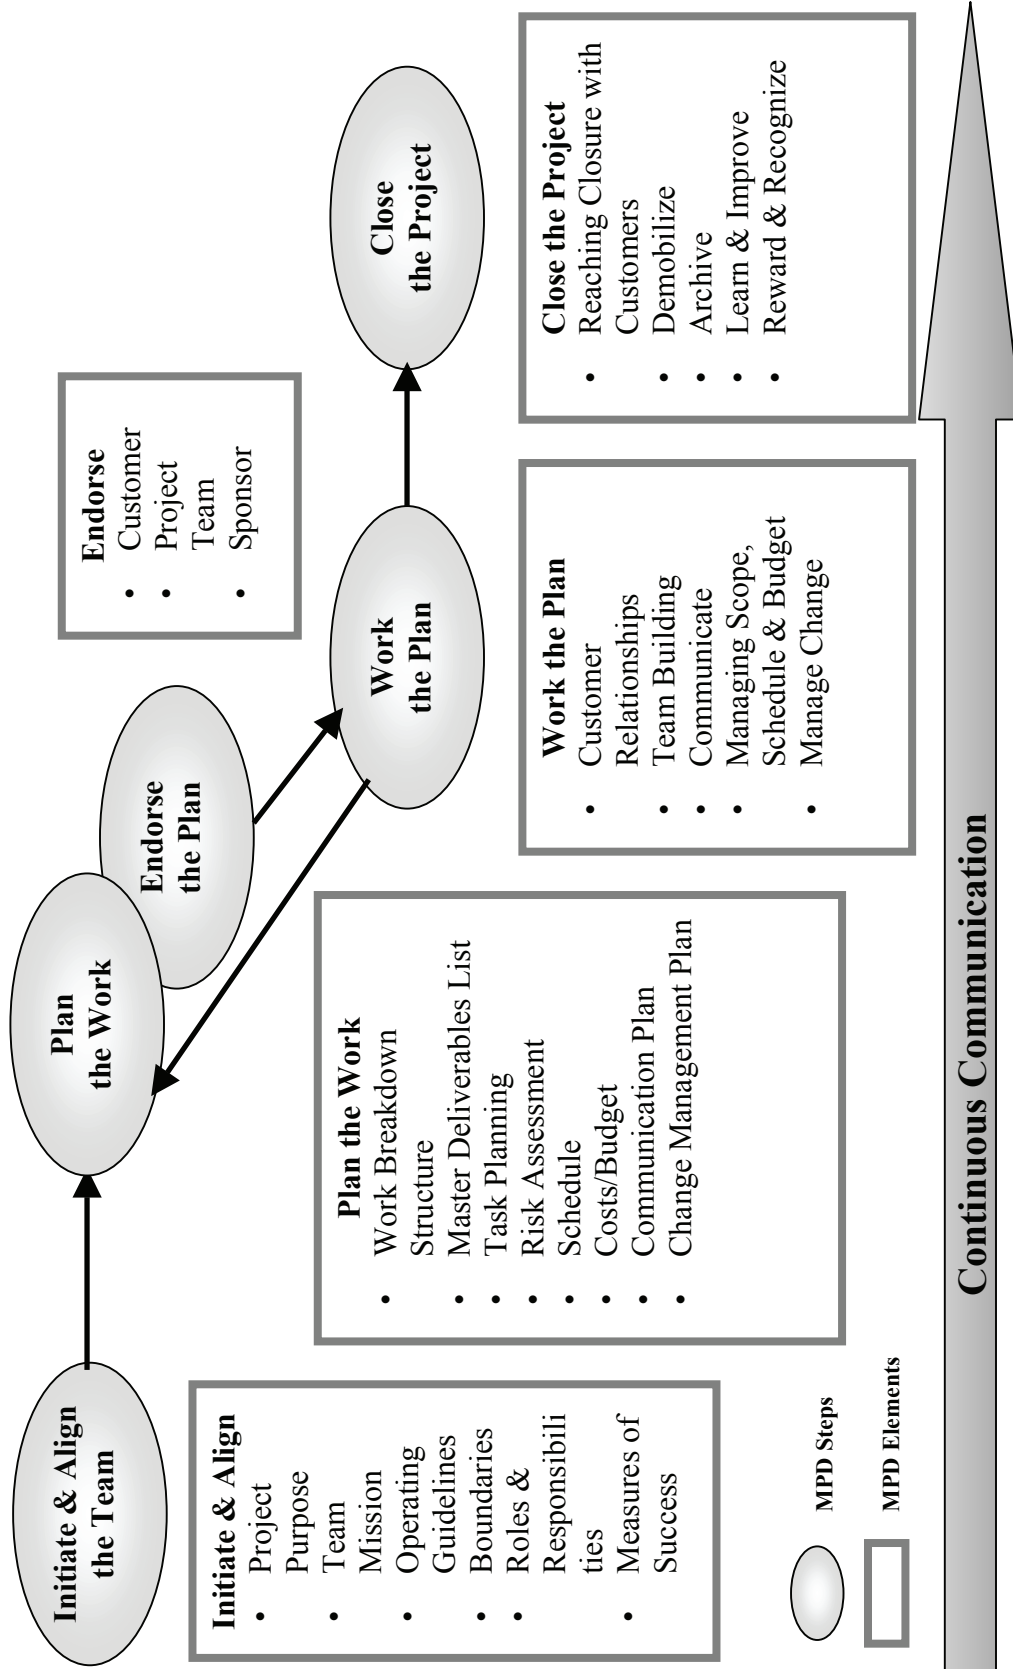 Initiate & Align
the Team
Plan
the Work
Endorse
the Plan
Work
the Plan
Close
the Project
Endorse
• Customer
• Project
Team
• Sponsor
Initiate & Align
• Project
Purpose
• Team
Mission
• Operating
Guidelines
• Boundaries
• Roles &
Responsibili
ties
• Measures of
Success
Plan the Work
• Work Breakdown
Structure
• Master Deliverables List
• Task Planning
• Risk Assessment
• Schedule
• Costs/Budget
• Communication Plan
• Change Management Plan
Work the Plan
• Customer
Relationships
• Team Building
• Communicate
• Managing Scope,
Schedule & Budget
• Manage Change
Close the Project
• Reaching Closure with
Customers
• Demobilize
• Archive
• Learn & Improve
• Reward & Recognize
MPD Steps
MPD Elements
Continuous Communication